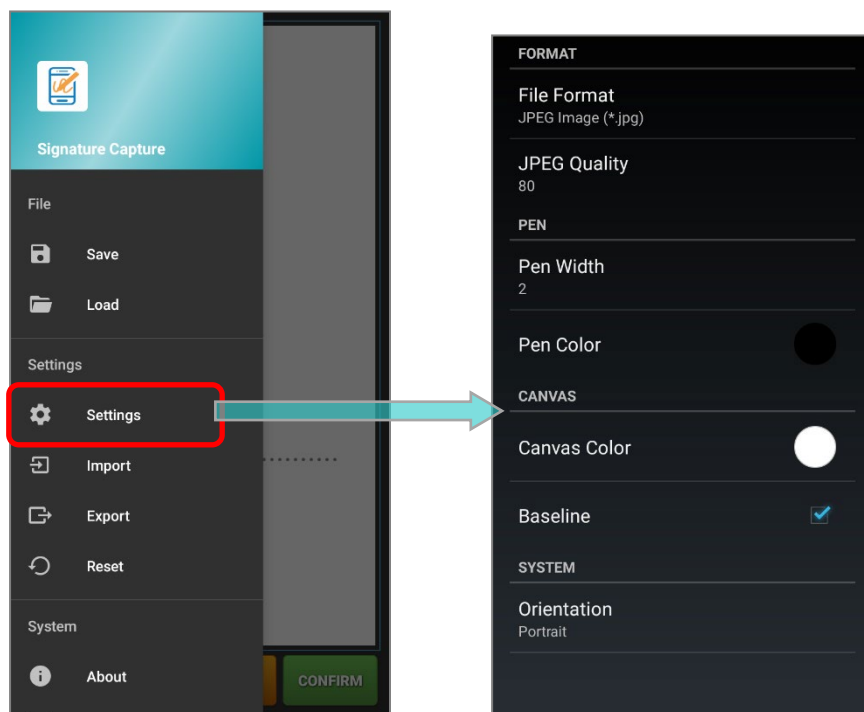 Signature Capture
File
Save
Load
Settings
Settings
Import
Export
Reset
System
About
CONFIRM
FORMAT
File Format
JPEG Image (*.jpg)
JPEG Quality
80
PEN
Pen Width
2
Pen Color
CANVAS
Canvas Color
Baseline
SYSTEM
Orientation
Portrait